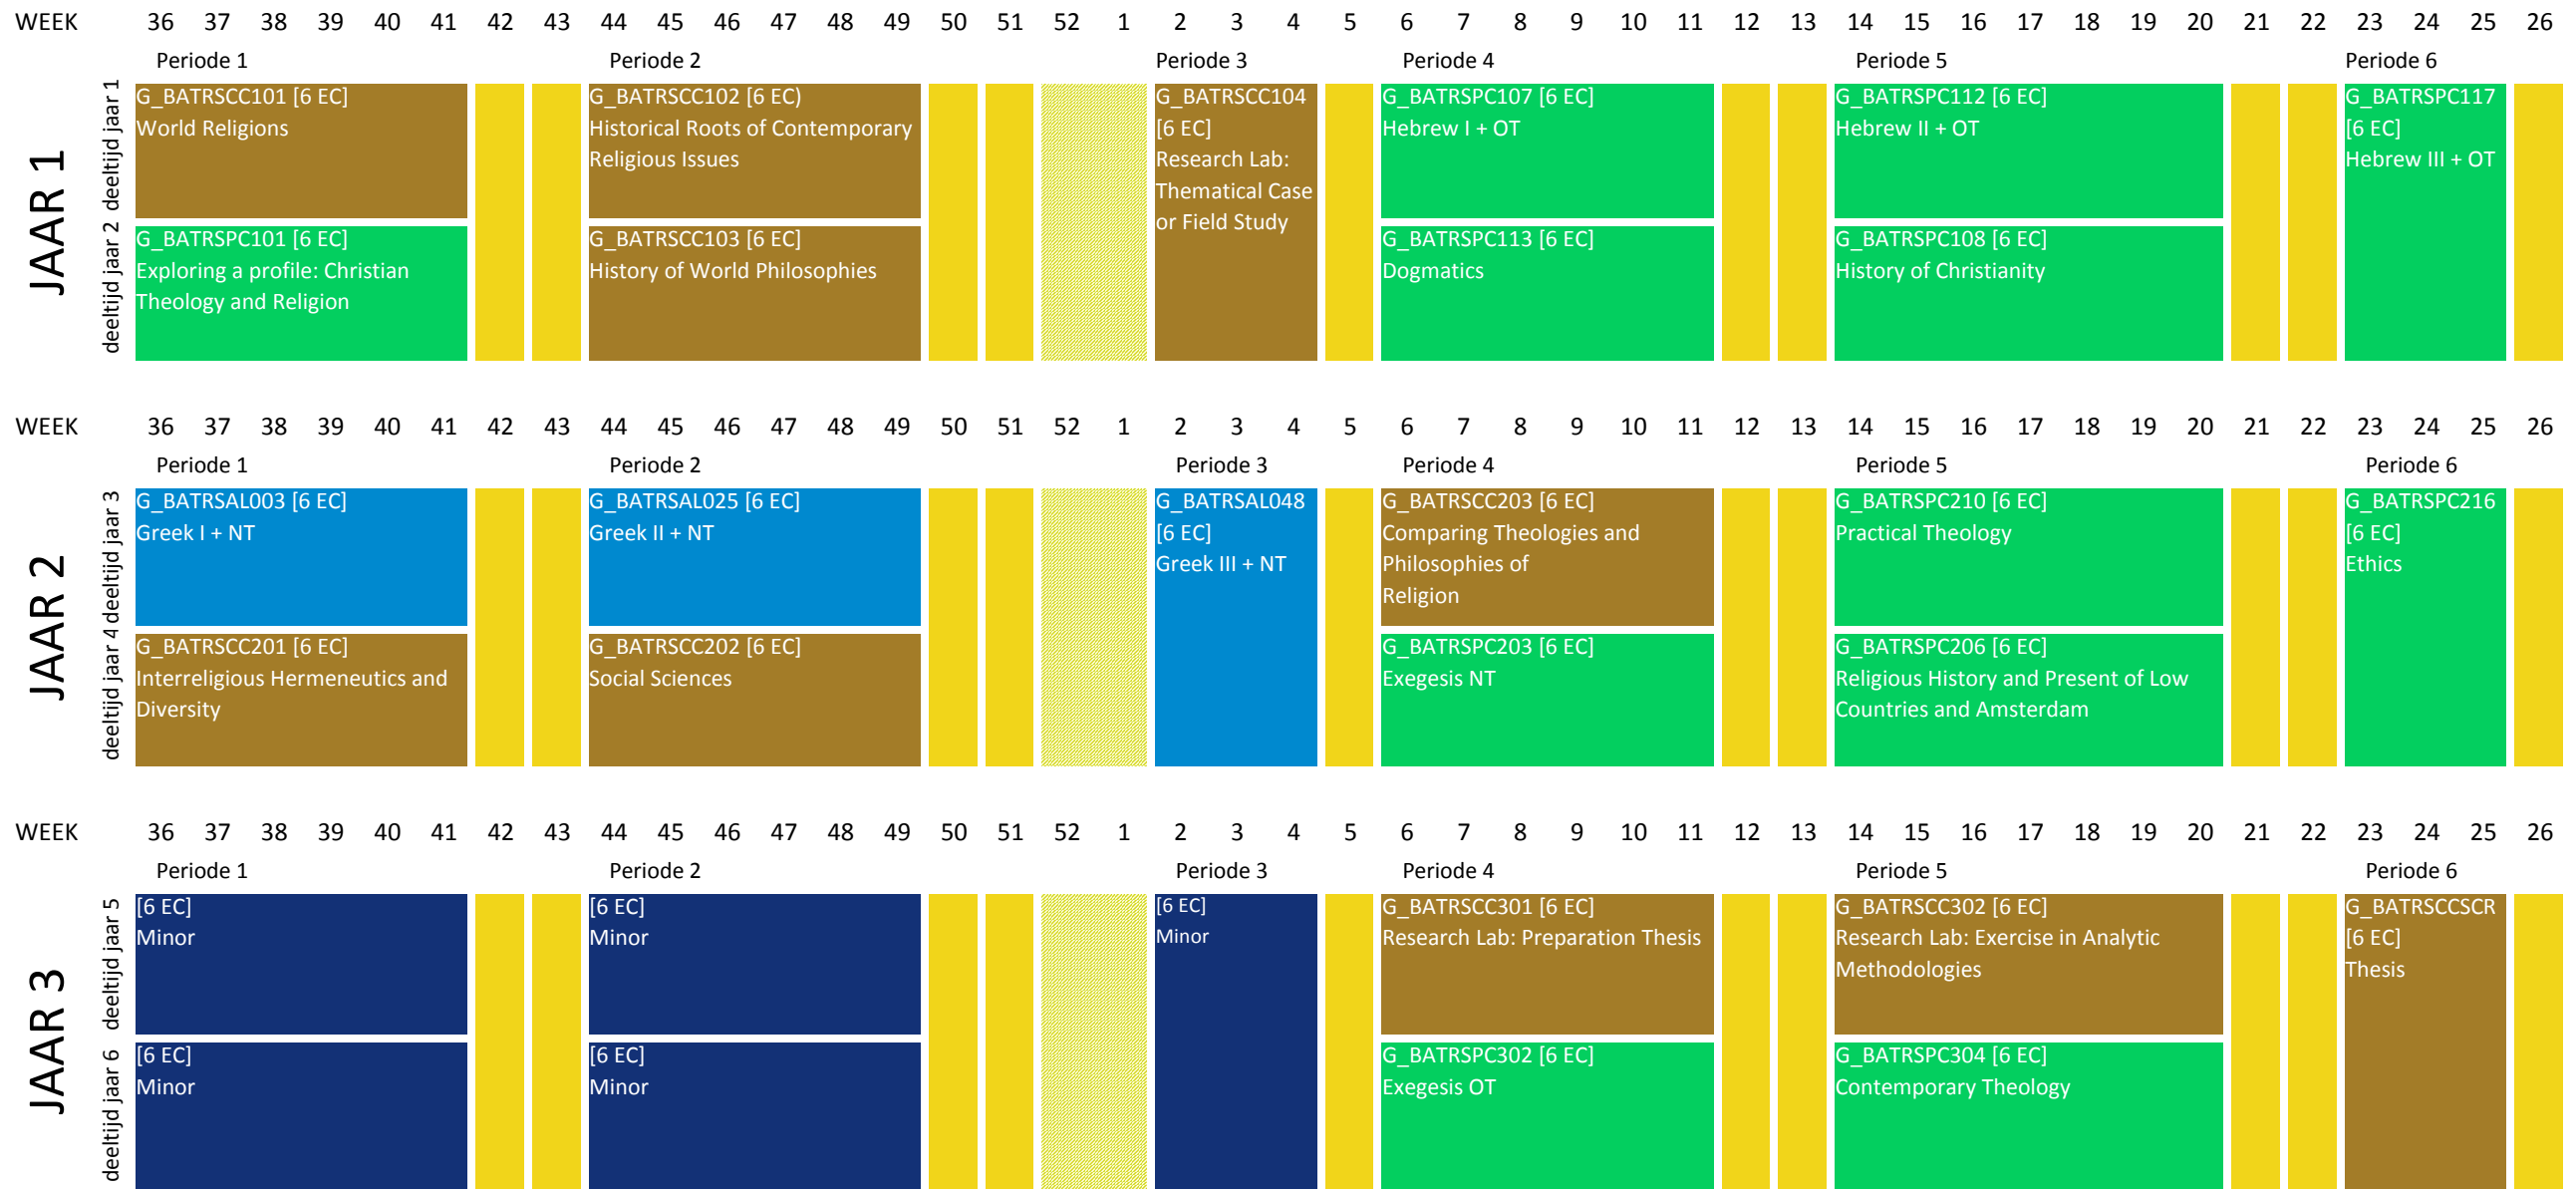 WEEK 36 37 38 39 40 41 42 43 44 45 46 47 48 49 50 51 52 1 2 3 4 5 6 7 8 9 10 11 12 13 14 15 16 17 18 19 20 21 22 23 24 25 26
Periode 1 Periode 2 Periode 3 Periode 4 Periode 5 Periode 6
JAAR 1
deeltijd jaar 1
G_BATRSCC101 [6 EC]
World Religions
G_BATRSCC102 [6 EC)
Historical Roots of Contemporary
Religious Issues
G_BATRSCC104
[6 EC]
Research Lab:
Thematical Case
or Field Study
G_BATRSPC107 [6 EC]
Hebrew I + OT
G_BATRSPC112 [6 EC]
Hebrew II + OT
G_BATRSPC117
[6 EC]
Hebrew III + OT
deeltijd jaar 2
G_BATRSPC101 [6 EC]
Exploring a profile: Christian
Theology and Religion
G_BATRSCC103 [6 EC]
History of World Philosophies
G_BATRSPC113 [6 EC]
Dogmatics
G_BATRSPC108 [6 EC]
History of Christianity
WEEK 36 37 38 39 40 41 42 43 44 45 46 47 48 49 50 51 52 1 2 3 4 5 6 7 8 9 10 11 12 13 14 15 16 17 18 19 20 21 22 23 24 25 26
Periode 1 Periode 2 Periode 3 Periode 4 Periode 5 Periode 6
JAAR 2
deeltijd jaar 3
G_BATRSAL003 [6 EC]
Greek I + NT
G_BATRSAL025 [6 EC]
Greek II + NT
G_BATRSAL048
[6 EC]
Greek III + NT
G_BATRSCC203 [6 EC]
Comparing Theologies and
Philosophies of
Religion
G_BATRSPC210 [6 EC]
Practical Theology
G_BATRSPC216
[6 EC]
Ethics
deeltijd jaar 4
G_BATRSCC201 [6 EC]
Interreligious Hermeneutics and
Diversity
G_BATRSCC202 [6 EC]
Social Sciences
G_BATRSPC203 [6 EC]
Exegesis NT
G_BATRSPC206 [6 EC]
Religious History and Present of Low
Countries and Amsterdam
WEEK 36 37 38 39 40 41 42 43 44 45 46 47 48 49 50 51 52 1 2 3 4 5 6 7 8 9 10 11 12 13 14 15 16 17 18 19 20 21 22 23 24 25 26
Periode 1 Periode 2 Periode 3 Periode 4 Periode 5 Periode 6
JAAR 3
deeltijd jaar 5
[6 EC]
Minor
[6 EC]
Minor
[6 EC]
Minor
G_BATRSCC301 [6 EC]
Research Lab: Preparation Thesis
G_BATRSCC302 [6 EC]
Research Lab: Exercise in Analytic
Methodologies
G_BATRSCCSCR
[6 EC]
Thesis
deeltijd jaar 6
[6 EC]
Minor
[6 EC]
Minor
G_BATRSPC302 [6 EC]
Exegesis OT
G_BATRSPC304 [6 EC]
Contemporary Theology